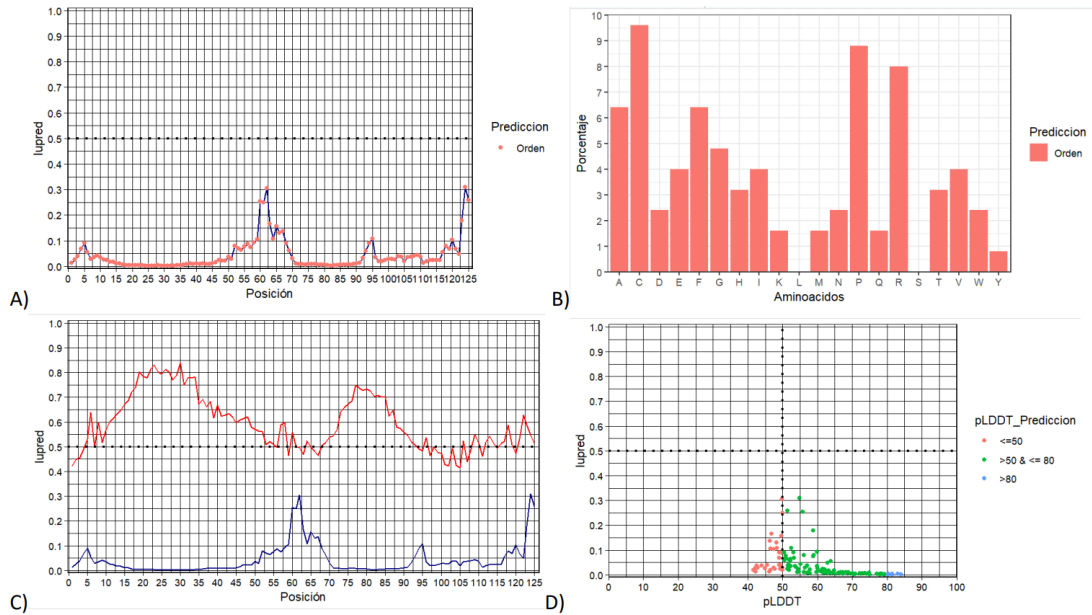 1.0
0.9
0.8
0.7
0.6
0.5
0.4
0.3
0.2
0.1
0.0
Iupred
0 5 10 15 20 25 30 35 40 45 50 55 60 65 70 75 80 85 90 95 100 105 110 115 120 125
Posición
Prediccion
Orden
A)
10
9
8
7
6
5
4
3
2
1
0
Porcentaje
A C D E F G H I K L M N P Q R S T V W Y
Aminoacidos
Prediccion
Orden
B)
1.0
0.9
0.8
0.7
0.6
0.5
0.4
0.3
0.2
0.1
0.0
Iupred
0 5 10 15 20 25 30 35 40 45 50 55 60 65 70 75 80 85 90 95 100 105 110 115 120 125
Posición
C)
1.0
0.9
0.8
0.7
0.6
0.5
0.4
0.3
0.2
0.1
0.0
Iupred
0 10 20 30 40 50 60 70 80 90 100
pLDDT
pLDDT_Prediccion
<=50
>50 & <= 80
>80
D)